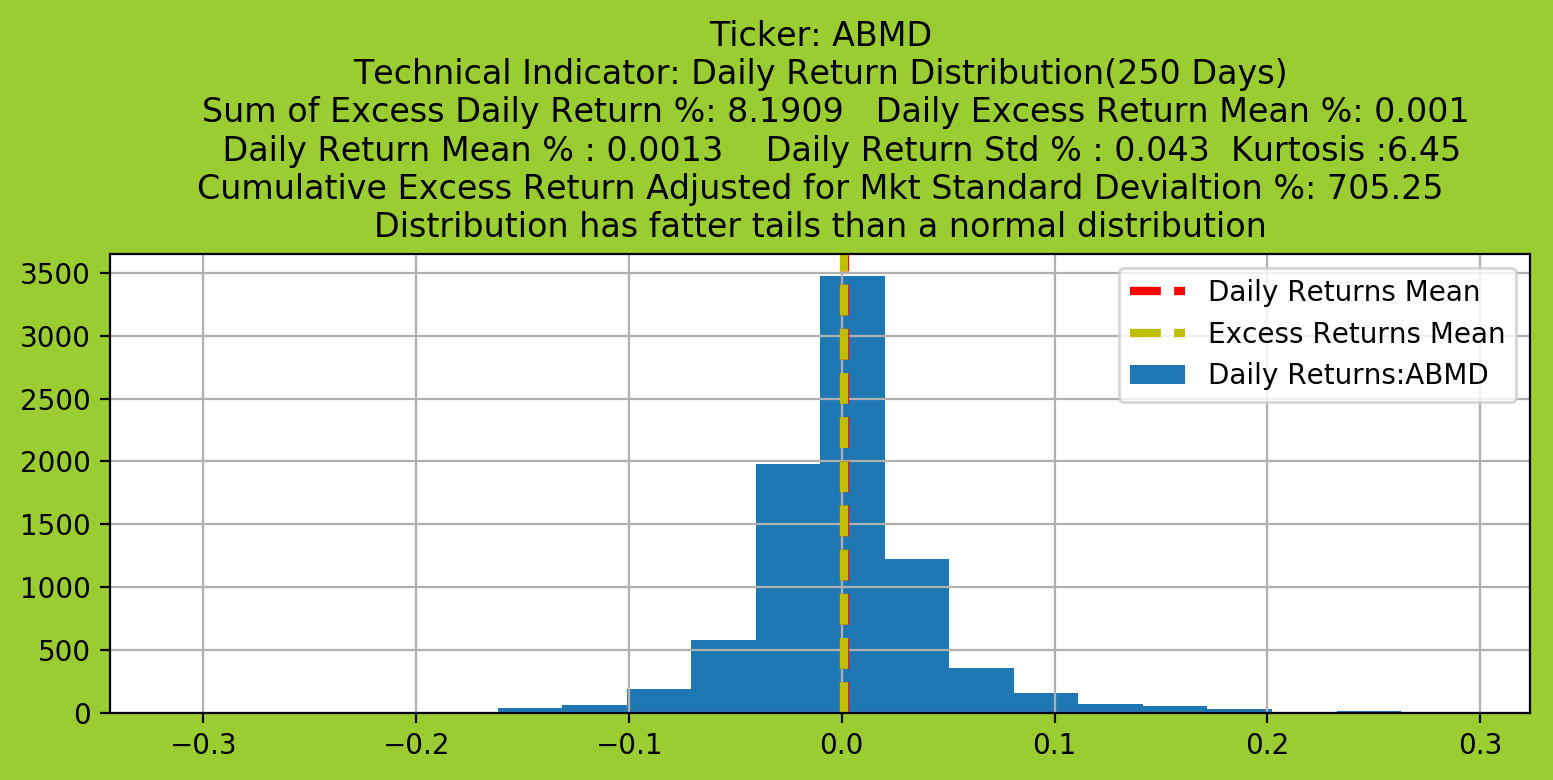 Ticker: ABMD
Technical Indicator: Daily Return Distribution(250 Days)
Sum of Excess Daily Return %: 8.1909   Daily Excess Return Mean %: 0.001
Daily Return Mean % : 0.0013    Daily Return Std % : 0.043  Kurtosis :6.45
Cumulative Excess Return Adjusted for Mkt Standard Devialtion %: 705.25
Distribution has fatter tails than a normal distribution
3500
3000
2500
2000
1500
1000
500
0
Daily Returns Mean
Excess Returns Mean
Daily Returns:ABMD
−0.3 −0.2 −0.1 0.0 0.1 0.2 0.3